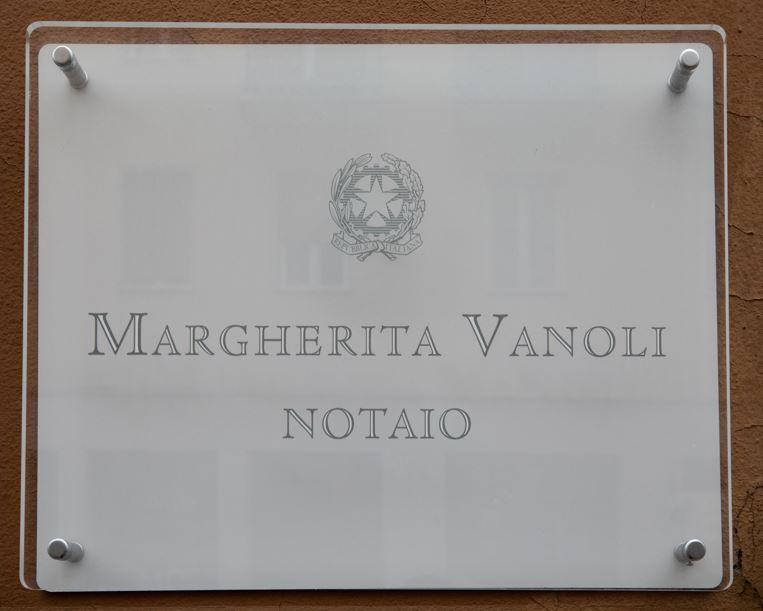 REPVBBLICA ITALIANA
MARGHERITA VANOLI
NOTAIO